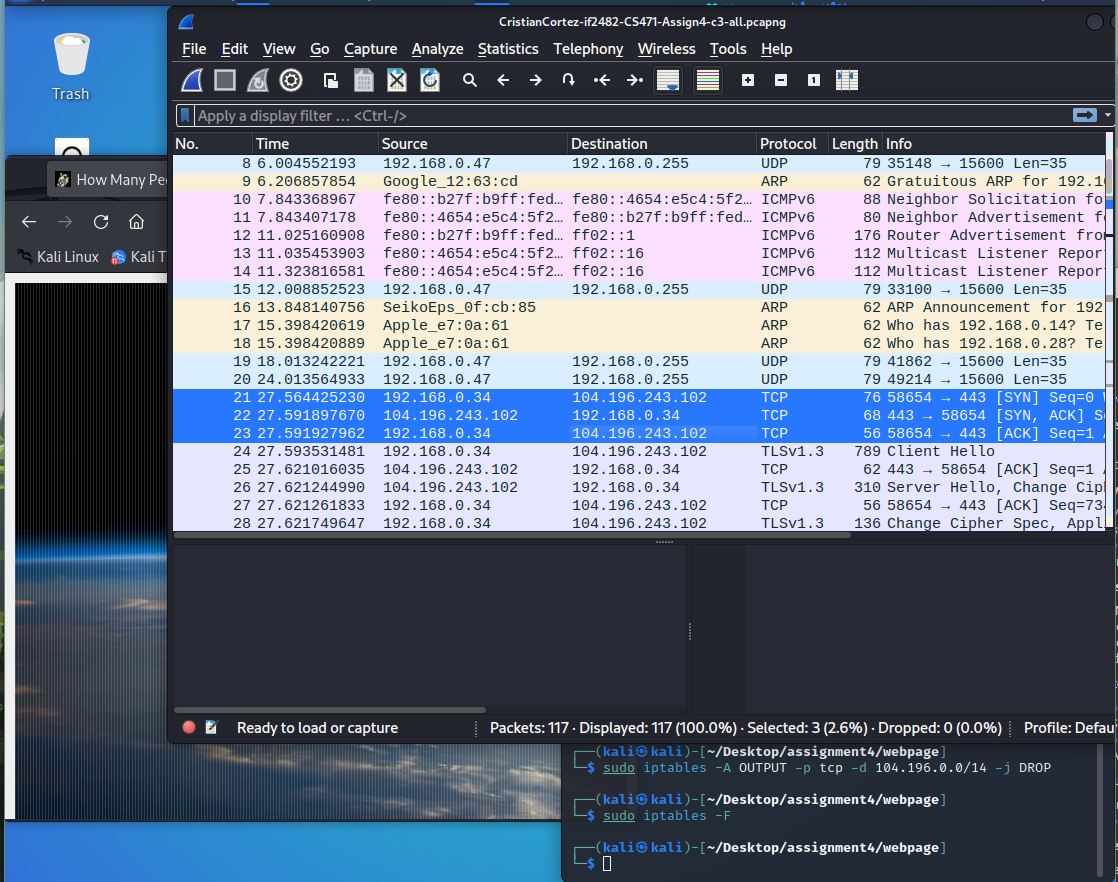 CristianCortez-if2482-CS471-Assign4-c3-all.pcapng
File Edit View Go Capture Analyze Statistics Telephony Wireless Tools Help
Trash
Apply a display filter … <Ctrl-/>
No. Time Source Destination Protocol Length Info
8 6.004552193 192.168.0.47 192.168.0.255 UDP 79 35148 → 15600 Len=35
9 6.206857854 Google_12:63:cd ARP 62 Gratuitous ARP for 192.1
10 7.843368967 fe80::b27f:b9ff:fed… fe80::4654:e5c4:5f2… ICMPv6 88 Neighbor Solicitation fo
11 7.843407178 fe80::4654:e5c4:5f2… fe80::b27f:b9ff:fed… ICMPv6 80 Neighbor Advertisement f
12 11.025160908 fe80::b27f:b9ff:fed… ff02::1 ICMPv6 176 Router Advertisement fro
13 11.035453903 fe80::4654:e5c4:5f2… ff02::16 ICMPv6 112 Multicast Listener Repor
14 11.323816581 fe80::4654:e5c4:5f2… ff02::16 ICMPv6 112 Multicast Listener Repor
15 12.008852523 192.168.0.47 192.168.0.255 UDP 79 33100 → 15600 Len=35
16 13.848140756 SeikoEps_0f:cb:85 ARP 62 ARP Announcement for 192
17 15.398420619 Apple_e7:0a:61 ARP 62 Who has 192.168.0.14? Te
18 15.398420889 Apple_e7:0a:61 ARP 62 Who has 192.168.0.28? Te
19 18.013242221 192.168.0.47 192.168.0.255 UDP 79 41862 → 15600 Len=35
20 24.013564933 192.168.0.47 192.168.0.255 UDP 79 49214 → 15600 Len=35
21 27.564425230 192.168.0.34 104.196.243.102 TCP 76 58654 → 443 [SYN] Seq=0
22 27.591897670 104.196.243.102 192.168.0.34 TCP 68 443 → 58654 [SYN, ACK] S
23 27.591927962 192.168.0.34 104.196.243.102 TCP 56 58654 → 443 [ACK] Seq=1
24 27.593531481 192.168.0.34 104.196.243.102 TLSv1.3 789 Client Hello
25 27.621016035 104.196.243.102 192.168.0.34 TCP 62 443 → 58654 [ACK] Seq=1
26 27.621244990 104.196.243.102 192.168.0.34 TLSv1.3 310 Server Hello, Change Cip
27 27.621261833 192.168.0.34 104.196.243.102 TCP 56 58654 → 443 [ACK] Seq=73
28 27.621749647 192.168.0.34 104.196.243.102 TLSv1.3 136 Change Cipher Spec, Appl
How Many Pe
Kali Linux Kali T
Ready to load or capture Packets: 117 · Displayed: 117 (100.0%) · Selected: 3 (2.6%) · Dropped: 0 (0.0%) Profile: Defau
┌──(kali㉿kali)-[~/Desktop/assignment4/webpage]
└─$ sudo iptables -A OUTPUT -p tcp -d 104.196.0.0/14 -j DROP
┌──(kali㉿kali)-[~/Desktop/assignment4/webpage]
└─$ sudo iptables -F
┌──(kali㉿kali)-[~/Desktop/assignment4/webpage]
└─$